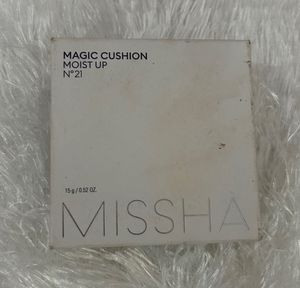 MAGIC CUSHION
MOIST UP
N°21
15 g / 0.52 OZ.
MISSHA